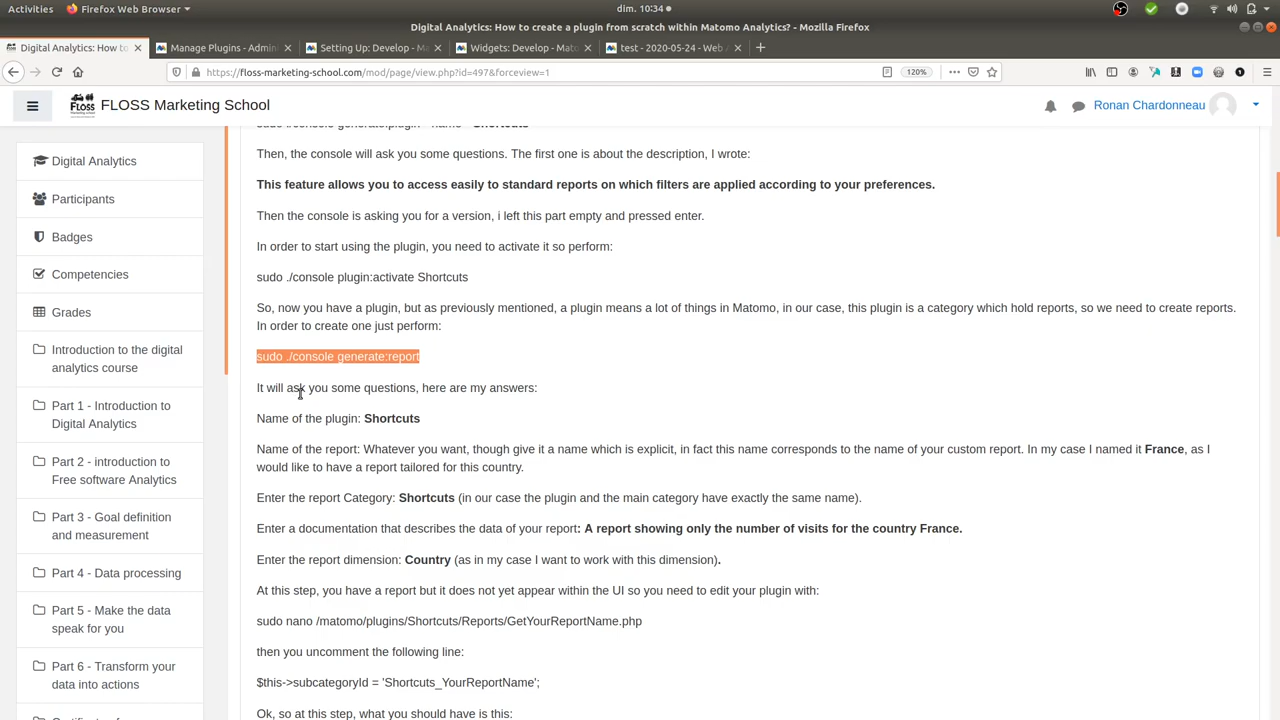 Activities Firefox Web Browser dim. 10:34
Digital Analytics: How to create a plugin from scratch within Matomo Analytics? - Mozilla Firefox
Digital Analytics: How to Manage Plugins - Admin Setting Up: Develop - Ma Widgets: Develop - Mato test - 2020-05-24 - Web
https://floss-marketing-school.com/mod/page/view.php?id=497&forceview=1 120%
FLOSS Marketing School Ronan Chardonneau
Digital Analytics
Participants
Badges
Competencies
Grades
Introduction to the digital
analytics course
Part 1 - Introduction to
Digital Analytics
Part 2 - introduction to
Free software Analytics
Part 3 - Goal definition
and measurement
Part 4 - Data processing
Part 5 - Make the data
speak for you
Part 6 - Transform your
data into actions
Then, the console will ask you some questions. The first one is about the description, I wrote:
This feature allows you to access easily to standard reports on which filters are applied according to your preferences.
Then the console is asking you for a version, i left this part empty and pressed enter.
In order to start using the plugin, you need to activate it so perform:
sudo ./console plugin:activate Shortcuts
So, now you have a plugin, but as previously mentioned, a plugin means a lot of things in Matomo, in our case, this plugin is a category which hold reports, so we need to create reports.
In order to create one just perform:
sudo ./console generate:report
It will ask you some questions, here are my answers:
Name of the plugin: Shortcuts
Name of the report: Whatever you want, though give it a name which is explicit, in fact this name corresponds to the name of your custom report. In my case I named it France, as I
would like to have a report tailored for this country.
Enter the report Category: Shortcuts (in our case the plugin and the main category have exactly the same name).
Enter a documentation that describes the data of your report: A report showing only the number of visits for the country France.
Enter the report dimension: Country (as in my case I want to work with this dimension).
At this step, you have a report but it does not yet appear within the UI so you need to edit your plugin with:
sudo nano /matomo/plugins/Shortcuts/Reports/GetYourReportName.php
then you uncomment the following line:
$this->subcategoryId = 'Shortcuts_YourReportName';
Ok, so at this step, what you should have is this: